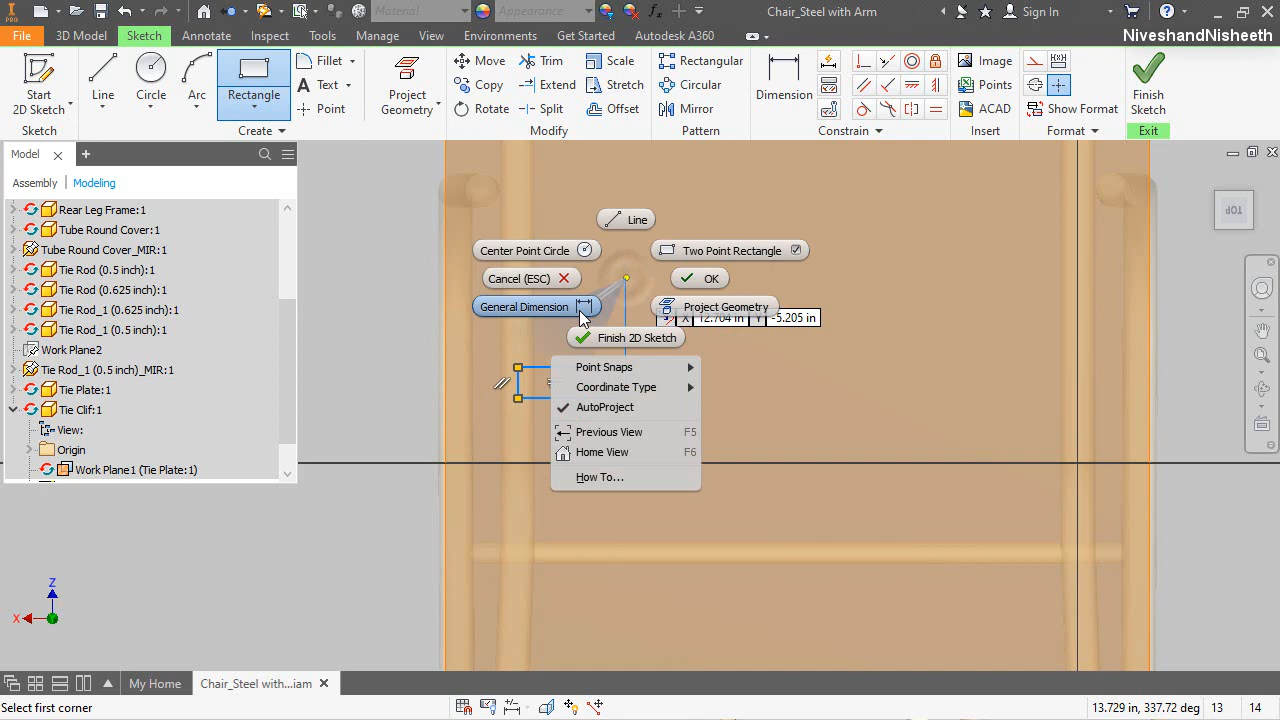 Material
Appearance
Chair_Steel with Arm
Sign In
PRO
NiveshandNisheeth
File
3D Model
Sketch
Annotate
Inspect
Tools
Manage
View
Environments
Get Started
Autodesk A360
Start
2D Sketch
Line
Circle
Arc
Rectangle
Fillet
Text
Point
Project
Geometry
Move
Copy
Rotate
Trim
Extend
Split
Scale
Stretch
Offset
Rectangular
Circular
Mirror
Dimension
Image
Points
ACAD
Show Format
Finish
Sketch
Sketch
Create
Modify
Pattern
Constrain
Insert
Format
Exit
Model
Assembly
Modeling
Rear Leg Frame:1
Tube Round Cover:1
Tube Round Cover_MIR:1
Tie Rod (0.5 inch):1
Tie Rod (0.625 inch):1
Tie Rod_1 (0.625 inch):1
Tie Rod_1 (0.5 inch):1
Work Plane2
Tie Rod_1 (0.5 inch)_MIR:1
Tie Plate:1
Tie Clif:1
View:
Origin
Work Plane1 (Tie Plate:1)
Line
Center Point Circle
Two Point Rectangle
Cancel (ESC)
OK
General Dimension
Project Geometry
X 12.704 in Y -5.205 in
Finish 2D Sketch
Point Snaps
Coordinate Type
AutoProject
Previous View F5
Home View F6
How To...
TOP
Z
X
My Home
Chair_Steel with...iam
Select first corner
13.729 in, 337.72 deg 13 14